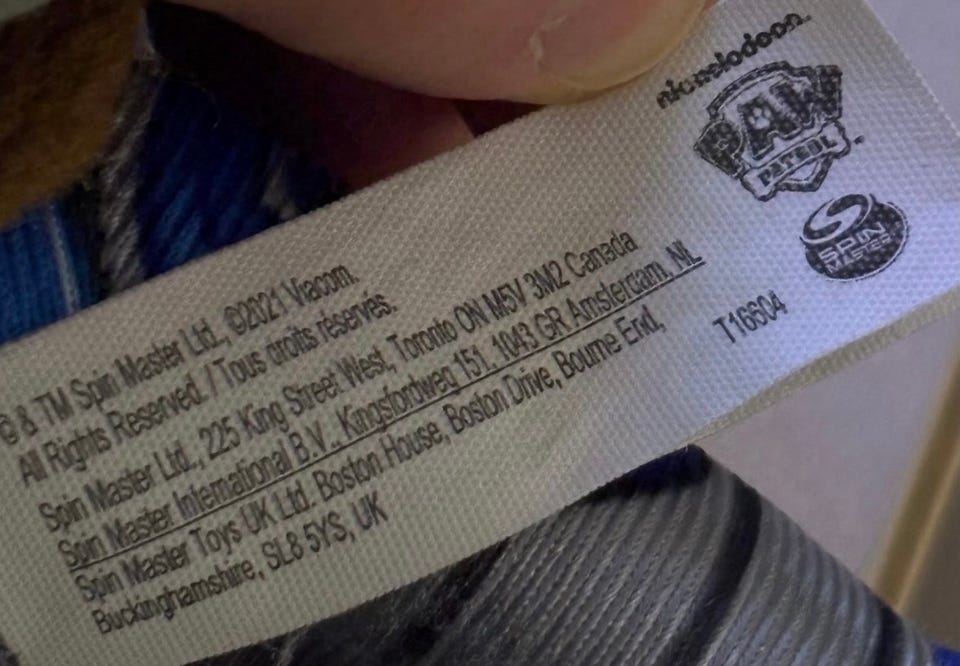 nickelodeon
PAW
PATROL
SPIN
MASTER
T16604
© & TM Spin Master Ltd., ©2021 Viacom.
All Rights Reserved. / Tous droits réservés.
Spin Master Ltd., 225 King Street West, Toronto ON M5V 3M2 Canada
Spin Master International B.V., Kingsfordweg 151, 1043 GR Amsterdam, NL
Spin Master Toys UK Ltd. Boston House, Boston Drive, Bourne End,
Buckinghamshire, SL8 5YS, UK